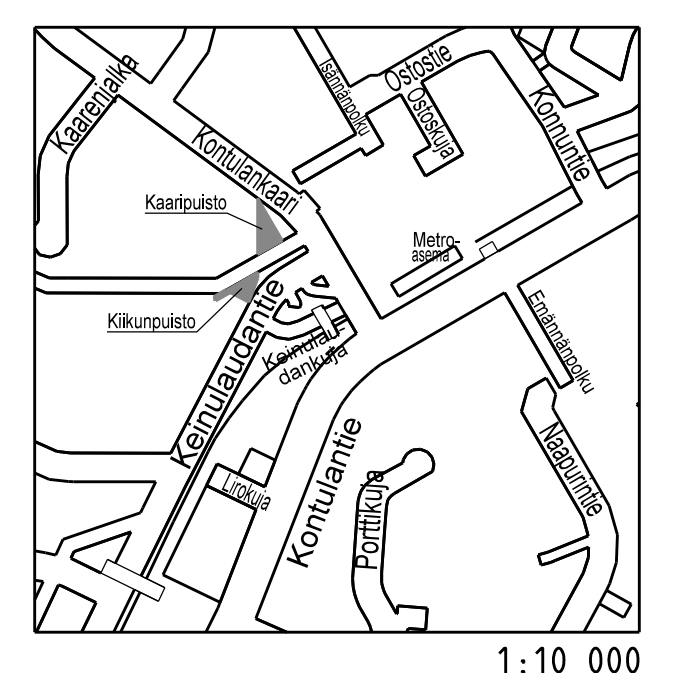 Kaarenjalka
Isännänpolku
Ostostie
Ostoskuja
Konnuntie
Kontulankaari
Kaaripuisto
Metro-
asema
Kiikunpuisto
Keinulaudantie
Keinulau-
dankuja
Emännänpolku
Kontulantie
Lirokuja
Porttikuja
Naapurintie
1:10 000